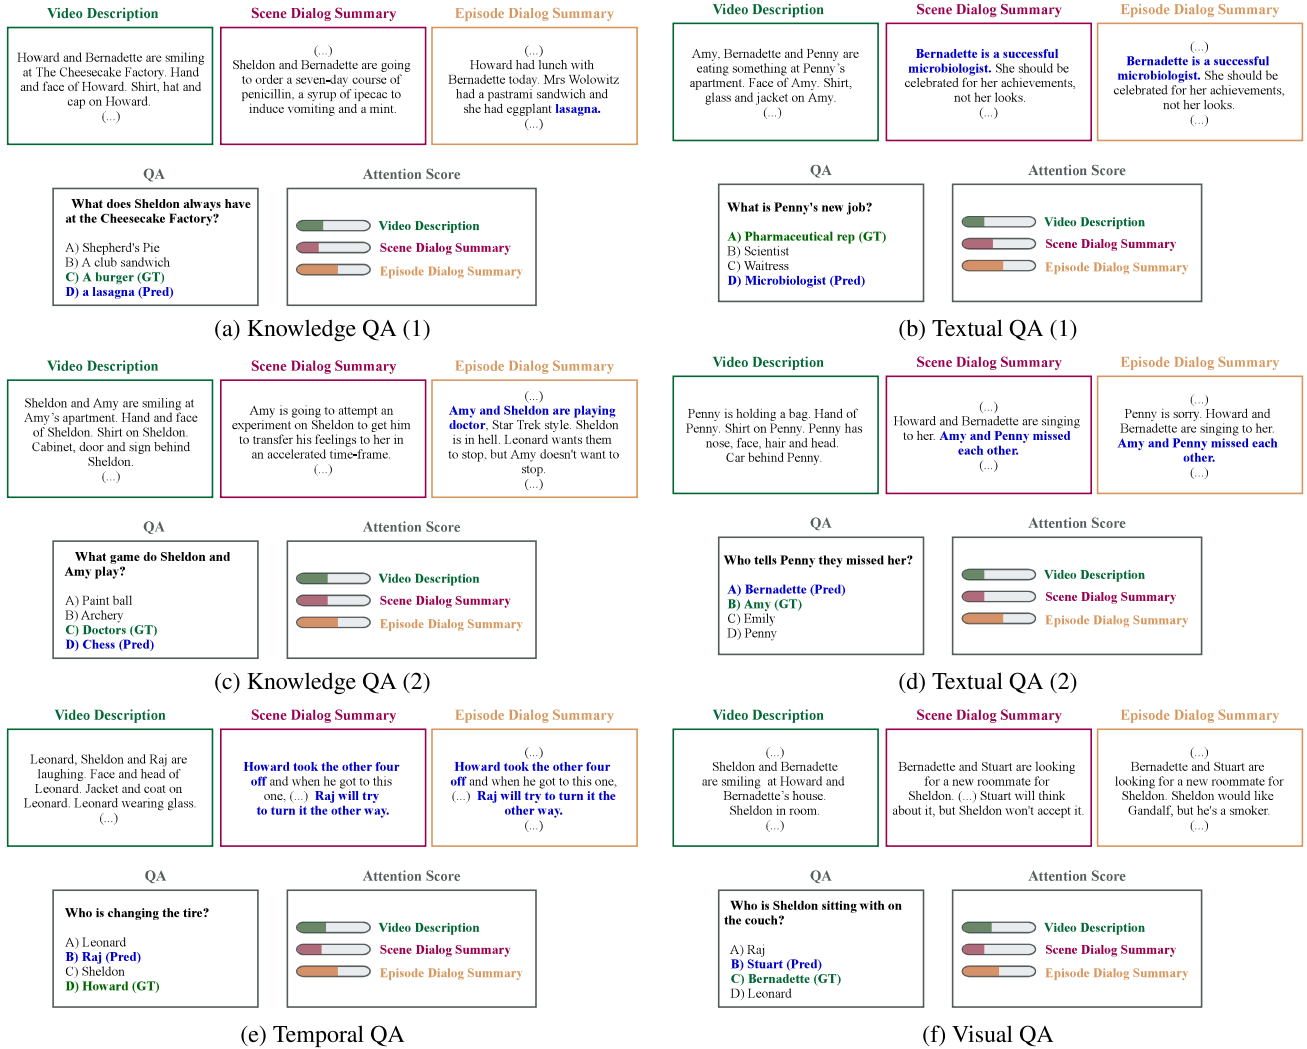 Video Description
Scene Dialog Summary
Episode Dialog Summary
Howard and Bernadette are smiling
at The Cheesecake Factory. Hand
and face of Howard. Shirt, hat and
cap on Howard.
(...)
(...)
Sheldon and Bernadette are going
to order a seven-day course of
penicillin, a syrup of ipecac to
induce vomiting and a mint.
(...)
Howard had lunch with
Bernadette today. Mrs Wolowitz
had a pastrami sandwich and
she had eggplant lasagna.
(...)
QA
What does Sheldon always have
at the Cheesecake Factory?
A) Shepherd's Pie
B) A club sandwich
C) A burger (GT)
D) a lasagna (Pred)
Attention Score
Video Description
Scene Dialog Summary
Episode Dialog Summary
(a) Knowledge QA (1)
Video Description
Scene Dialog Summary
Episode Dialog Summary
Amy, Bernadette and Penny are
eating something at Penny's
apartment. Face of Amy. Shirt,
glass and jacket on Amy.
(...)
Bernadette is a successful
microbiologist. She should be
celebrated for her achievements,
not her looks.
(...)
(...)
Bernadette is a successful
microbiologist. She should be
celebrated for her achievements,
not her looks.
(...)
QA
What is Penny's new job?
A) Pharmaceutical rep (GT)
B) Scientist
C) Waitress
D) Microbiologist (Pred)
Attention Score
Video Description
Scene Dialog Summary
Episode Dialog Summary
(b) Textual QA (1)
Video Description
Scene Dialog Summary
Episode Dialog Summary
Sheldon and Amy are smiling at
Amy's apartment. Hand and face
of Sheldon. Shirt on Sheldon.
Cabinet, door and sign behind
Sheldon.
(...)
Amy is going to attempt an
experiment on Sheldon to get him
to transfer his feelings to her in
an accelerated time-frame.
(...)
(...)
Amy and Sheldon are playing
doctor, Star Trek style. Sheldon
is in hell. Leonard wants them
to stop, but Amy doesn't want to
stop.
(...)
QA
What game do Sheldon and
Amy play?
A) Paint ball
B) Archery
C) Doctors (GT)
D) Chess (Pred)
Attention Score
Video Description
Scene Dialog Summary
Episode Dialog Summary
(c) Knowledge QA (2)
Video Description
Scene Dialog Summary
Episode Dialog Summary
Penny is holding a bag. Hand of
Penny. Shirt on Penny. Penny has
nose, face, hair and head.
Car behind Penny.
(...)
Howard and Bernadette are singing
to her. Amy and Penny missed
each other.
(...)
(...)
Penny is sorry. Howard and
Bernadette are singing to her.
Amy and Penny missed each
other.
(...)
QA
Who tells Penny they missed her?
A) Bernadette (Pred)
B) Amy (GT)
C) Emily
D) Penny
Attention Score
Video Description
Scene Dialog Summary
Episode Dialog Summary
(d) Textual QA (2)
Video Description
Scene Dialog Summary
Episode Dialog Summary
Leonard, Sheldon and Raj are
laughing. Face and head of
Leonard. Jacket and coat on
Leonard. Leonard wearing glass.
(...)
Howard took the other four
off and when he got to this
one, (...) Raj will try
to turn it the other way.
(...)
Howard took the other four
off and when he got to this one,
(...) Raj will try to turn it the
other way.
(...)
QA
Who is changing the tire?
A) Leonard
B) Raj (Pred)
C) Sheldon
D) Howard (GT)
Attention Score
Video Description
Scene Dialog Summary
Episode Dialog Summary
(e) Temporal QA
Video Description
Scene Dialog Summary
Episode Dialog Summary
(...)
Sheldon and Bernadette
are smiling at Howard and
Bernadette's house.
Sheldon in room.
(...)
Bernadette and Stuart are looking
for a new roommate for
Sheldon. (...) Stuart will think
about it, but Sheldon won't accept it.
(...)
Bernadette and Stuart are
looking for a new roommate for
Sheldon. Sheldon would like
Gandalf, but he's a smoker.
(...)
QA
Who is Sheldon sitting with on
the couch?
A) Raj
B) Stuart (Pred)
C) Bernadette (GT)
D) Leonard
Attention Score
Video Description
Scene Dialog Summary
Episode Dialog Summary
(f) Visual QA